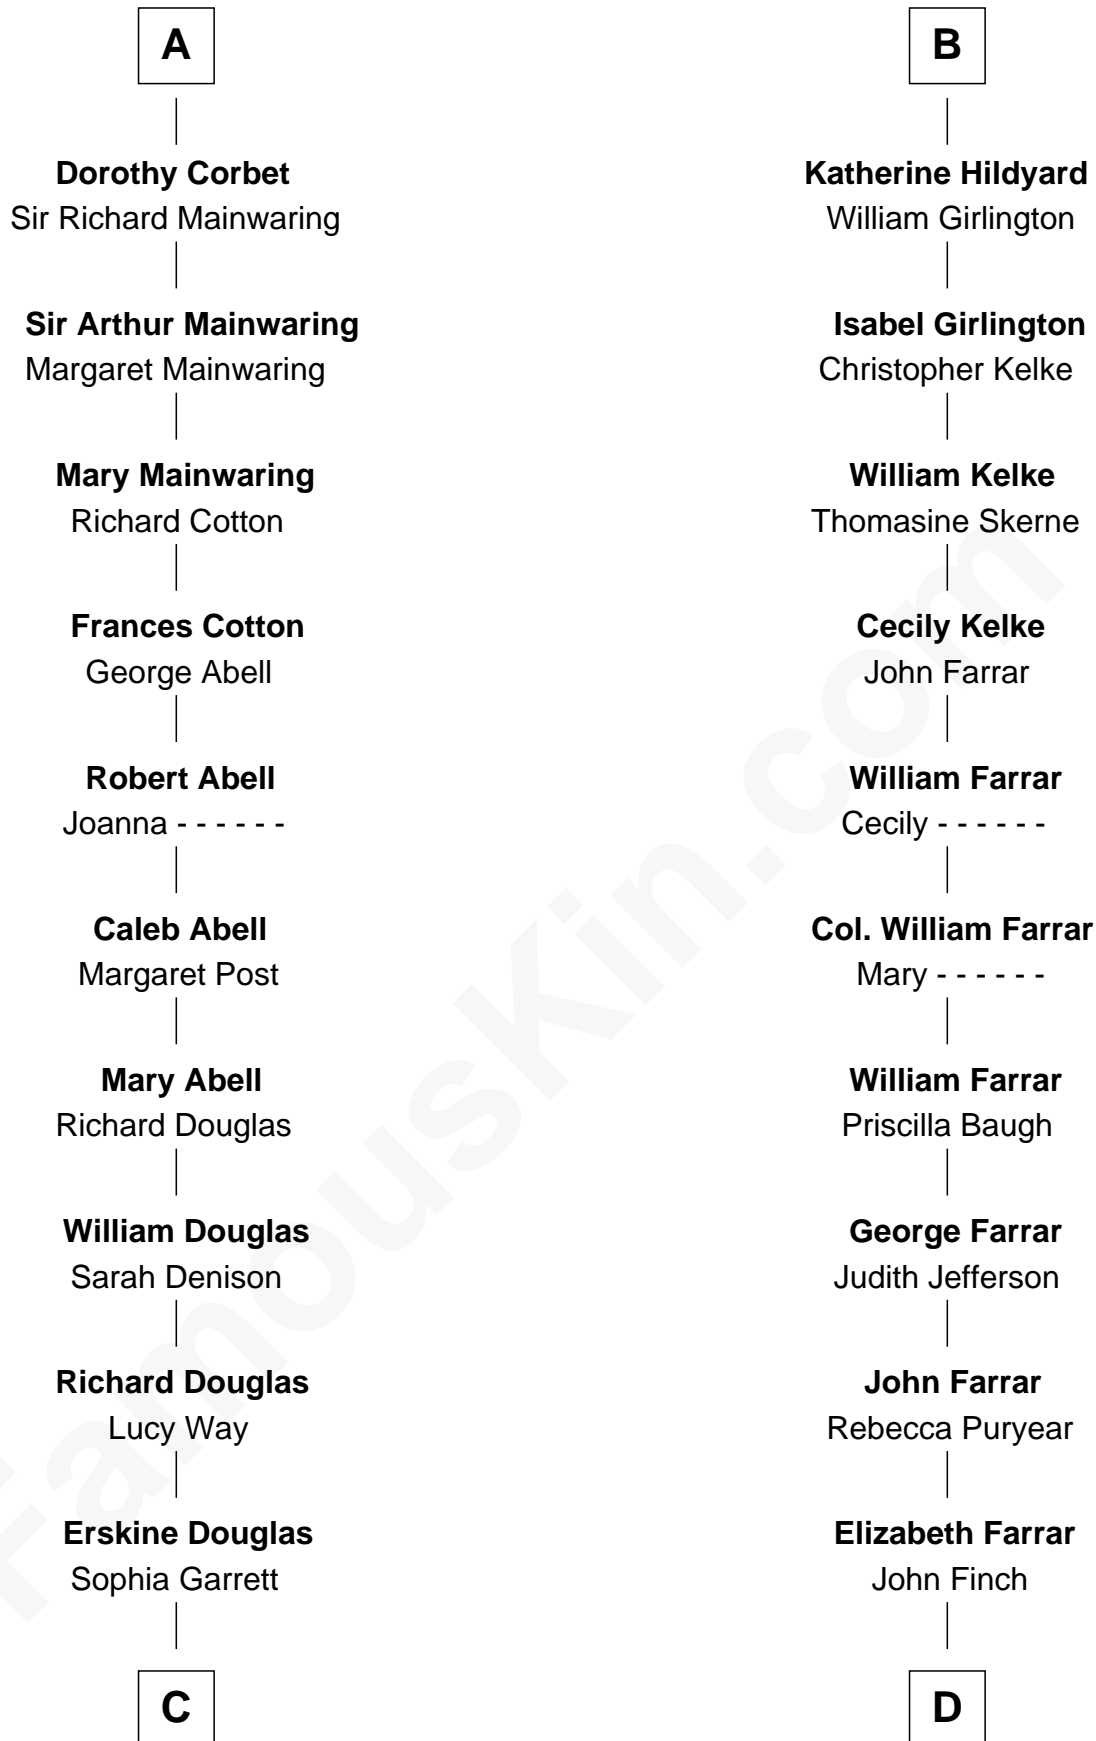 A
Dorothy Corbet
Sir Richard Mainwaring
Sir Arthur Mainwaring
Margaret Mainwaring
Mary Mainwaring
Richard Cotton
Frances Cotton
George Abell
Robert Abell
Joanna - - - - - -
Caleb Abell
Margaret Post
Mary Abell
Richard Douglas
William Douglas
Sarah Denison
Richard Douglas
Lucy Way
Erskine Douglas
Sophia Garrett
C
B
Katherine Hildyard
William Girlington
Isabel Girlington
Christopher Kelke
William Kelke
Thomasine Skerne
Cecily Kelke
John Farrar
William Farrar
Cecily - - - - - -
Col. William Farrar
Mary - - - - - -
William Farrar
Priscilla Baugh
George Farrar
Judith Jefferson
John Farrar
Rebecca Puryear
Elizabeth Farrar
John Finch
D
FamousKin.com